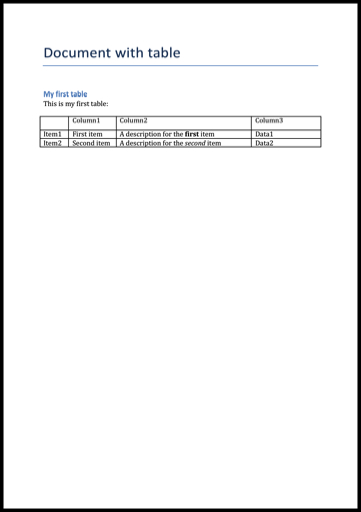 Document with table
My first table
This is my first table:
Column1 Column2 Column3
Item1 First item A description for the first item Data1
Item2 Second item A description for the second item Data2